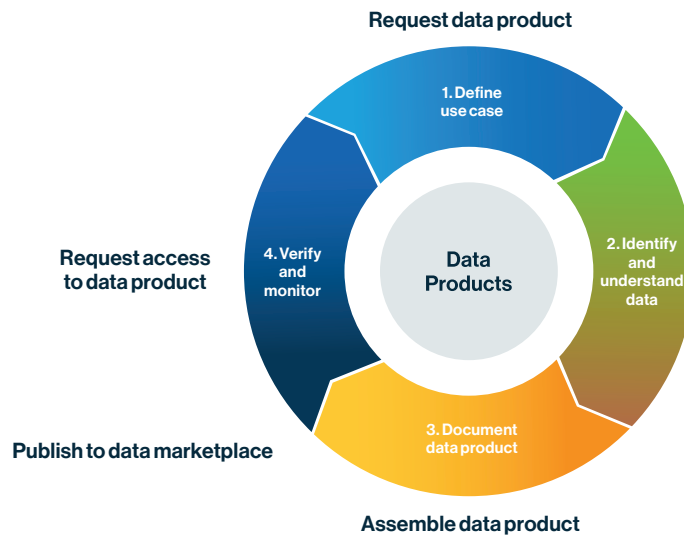 Request data product
1. Define
use case
2. Identify
and
understand
data
Data
Products
4. Verify
and
monitor
Request access
to data product
3. Document
data product
Publish to data marketplace
Assemble data product